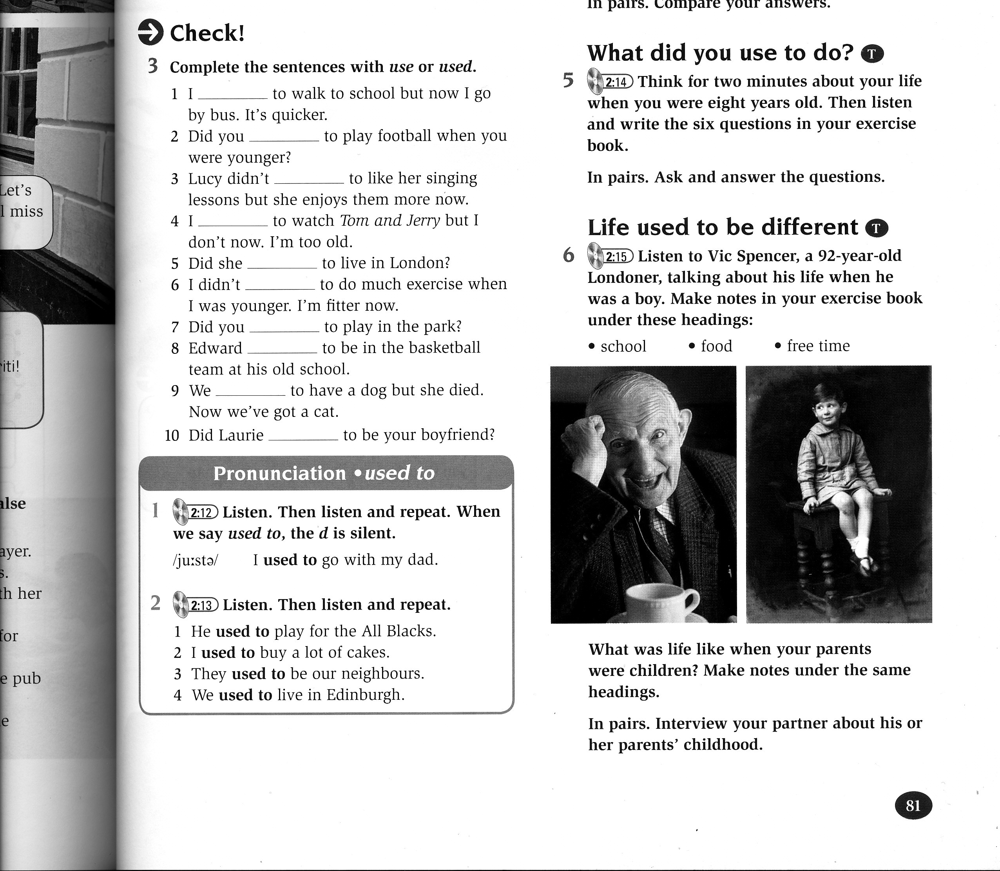 Let's
l miss
iti!
alse
ayer.
s.
th her
for
e pub
e
Check!
3 Complete the sentences with use or used.
1 I ________ to walk to school but now I go
by bus. It's quicker.
2 Did you ________ to play football when you
were younger?
3 Lucy didn't ________ to like her singing
lessons but she enjoys them more now.
4 I ________ to watch Tom and Jerry but I
don't now. I'm too old.
5 Did she ________ to live in London?
6 I didn't ________ to do much exercise when
I was younger. I'm fitter now.
7 Did you ________ to play in the park?
8 Edward ________ to be in the basketball
team at his old school.
9 We ________ to have a dog but she died.
Now we've got a cat.
10 Did Laurie ________ to be your boyfriend?
Pronunciation • used to
1 2:12 Listen. Then listen and repeat. When
we say used to, the d is silent.
/juːstə/ I used to go with my dad.
2 2:13 Listen. Then listen and repeat.
1 He used to play for the All Blacks.
2 I used to buy a lot of cakes.
3 They used to be our neighbours.
4 We used to live in Edinburgh.
In pairs. Compare your answers.
What did you use to do? T
5 2:14 Think for two minutes about your life
when you were eight years old. Then listen
and write the six questions in your exercise
book.
In pairs. Ask and answer the questions.
Life used to be different T
6 2:15 Listen to Vic Spencer, a 92-year-old
Londoner, talking about his life when he
was a boy. Make notes in your exercise book
under these headings:
• school • food • free time
What was life like when your parents
were children? Make notes under the same
headings.
In pairs. Interview your partner about his or
her parents' childhood.
81